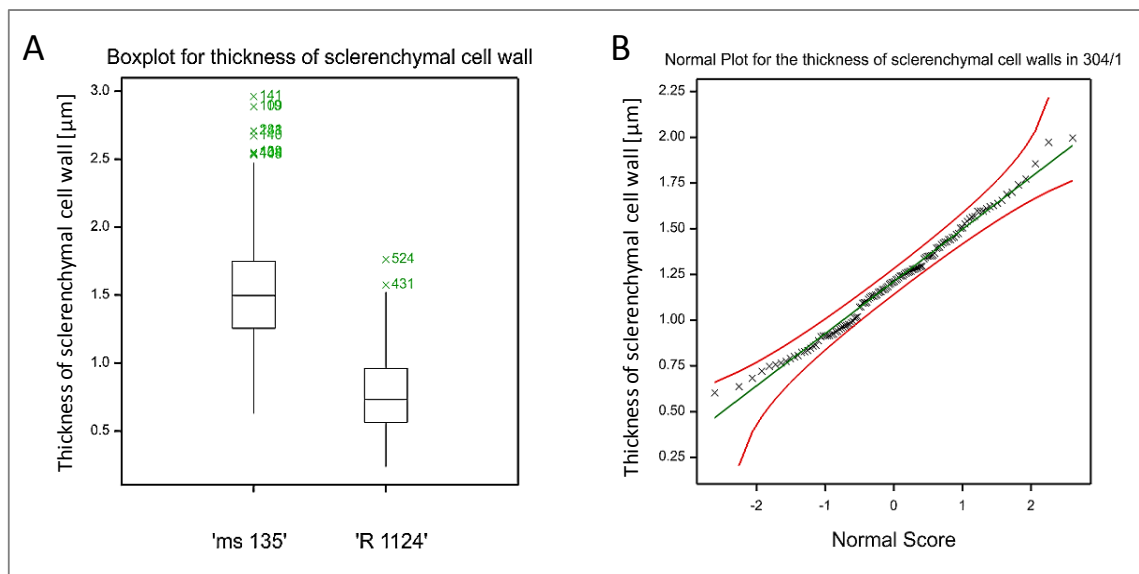 A
Boxplot for thickness of sclerenchymal cell wall
Thickness of sclerenchymal cell wall [µm]
3.0
2.5
2.0
1.5
1.0
0.5
141
524
431
'ms 135'
'R 1124'
B
Normal Plot for the thickness of sclerenchymal cell walls in 304/1
Thickness of sclerenchymal cell wall [µm]
2.25
2.00
1.75
1.50
1.25
1.00
0.75
0.50
0.25
-2
-1
0
1
2
Normal Score